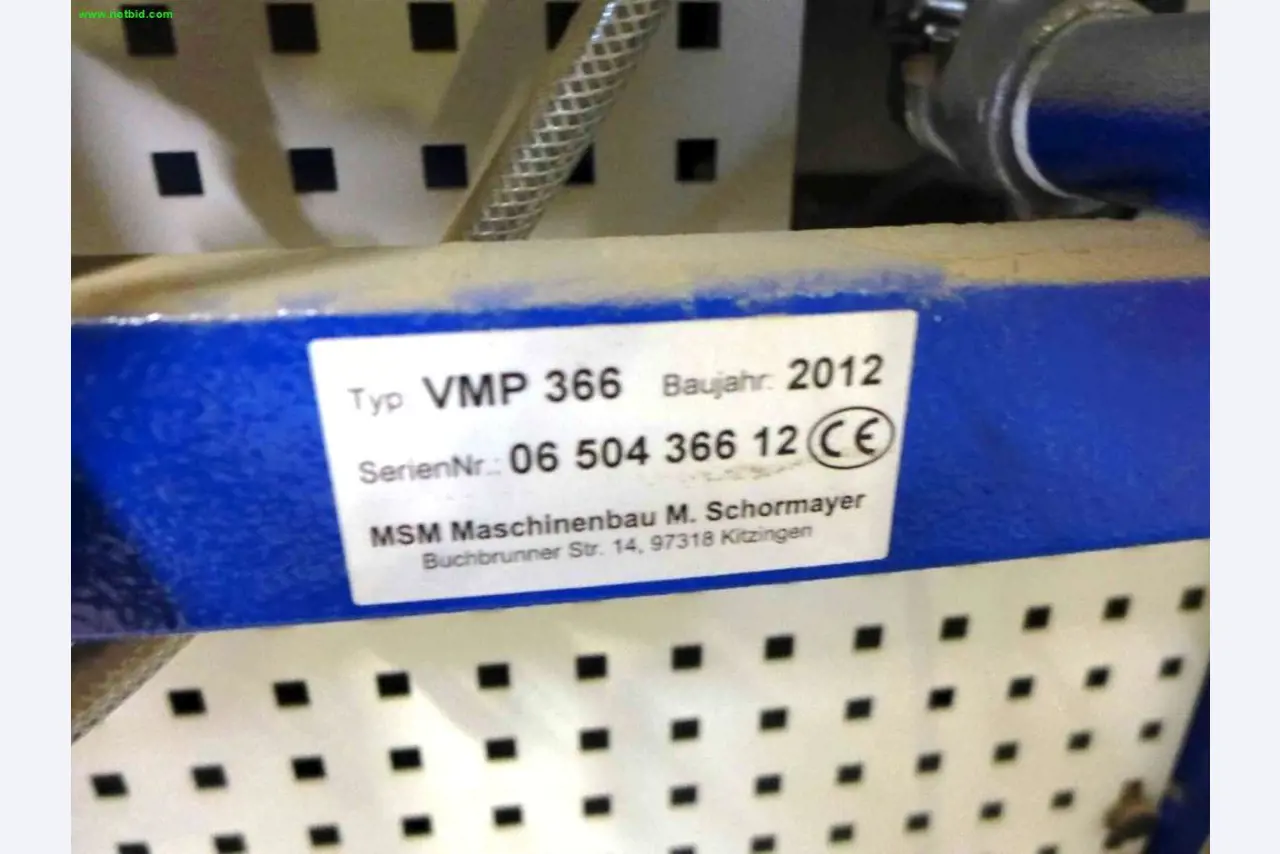 www.netbid.com
Typ VMP 366 Baujahr: 2012
SerienNr.: 06 504 366 12 CE
MSM Maschinenbau M. Schormayer
Buchbrunner Str. 14, 97318 Kitzingen